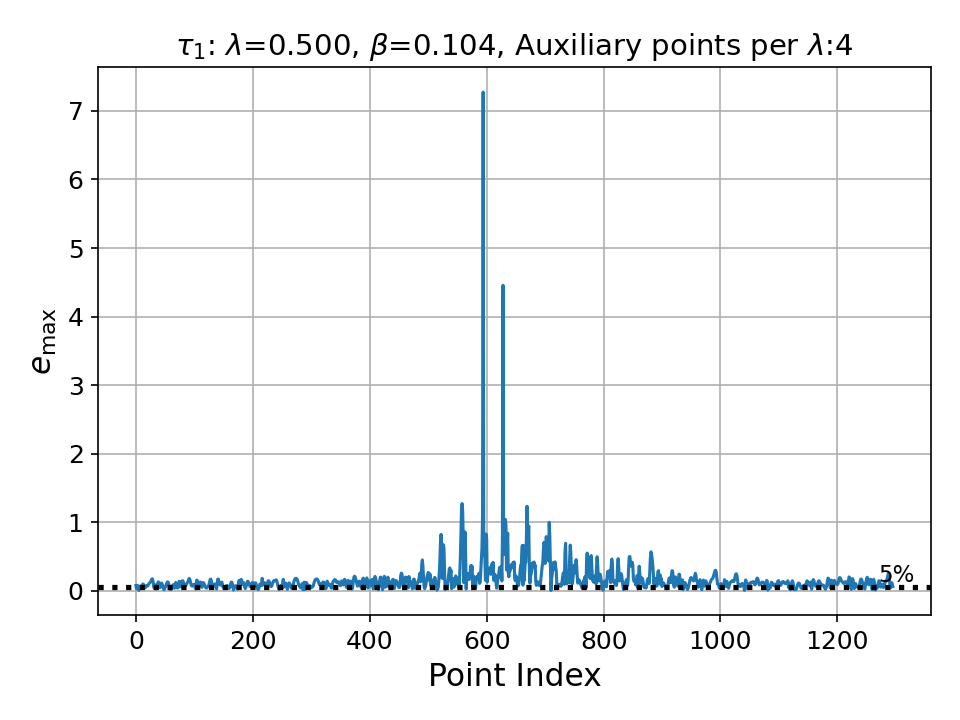 τ₁: λ=0.500, β=0.104, Auxiliary points per λ:4
7
6
5
4
3
2
1
0
e_max
5%
0 200 400 600 800 1000 1200
Point Index